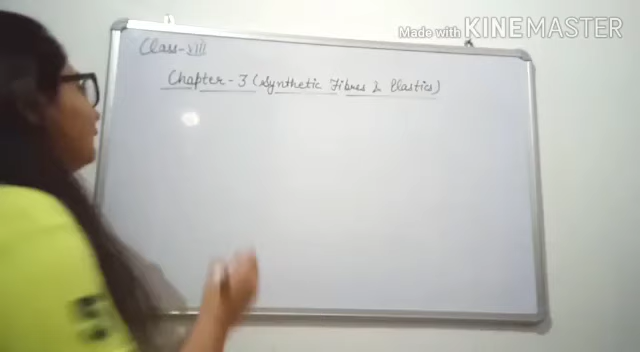 Made with KINEMASTER
Class - VIII
Chapter - 3 (Synthetic Fibres & Plastics)